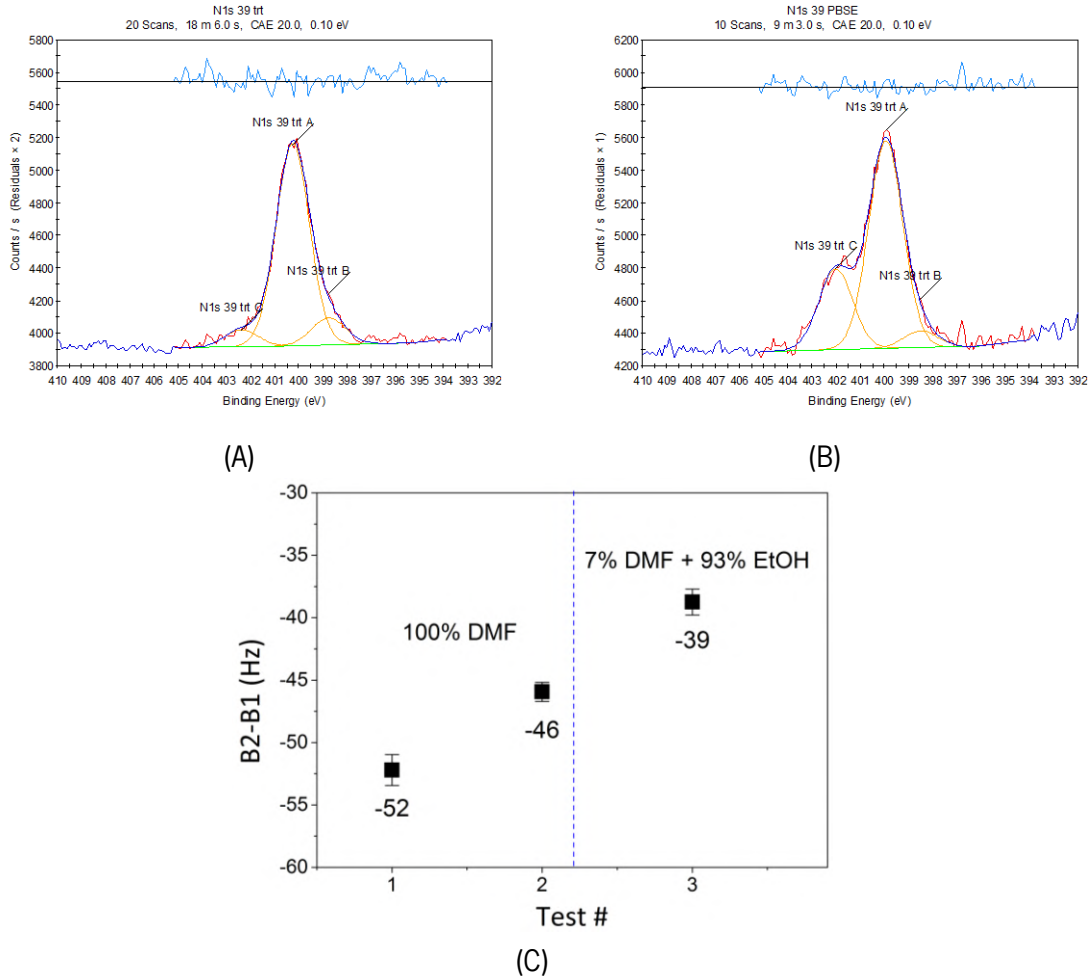 N1s 39 trt
20 Scans, 18 m 6.0 s, CAE 20.0, 0.10 eV
5800
5600
5400
5200
5000
4800
4600
4400
4200
4000
3800
Counts / s (Residuals × 2)
N1s 39 trt A
N1s 39 trt B
N1s 39 trt C
410 409 408 407 406 405 404 403 402 401 400 399 398 397 396 395 394 393 392
Binding Energy (eV)
(A)
N1s 39 PBSE
10 Scans, 9 m 3.0 s, CAE 20.0, 0.10 eV
6200
6000
5800
5600
5400
5200
5000
4800
4600
4400
4200
Counts / s (Residuals × 1)
N1s 39 trt A
N1s 39 trt C
N1s 39 trt B
410 409 408 407 406 405 404 403 402 401 400 399 398 397 396 395 394 393 392
Binding Energy (eV)
(B)
-30
-35
-40
-45
-50
-55
-60
B2-B1 (Hz)
7% DMF + 93% EtOH
100% DMF
-39
-46
-52
1 2 3
Test #
(C)